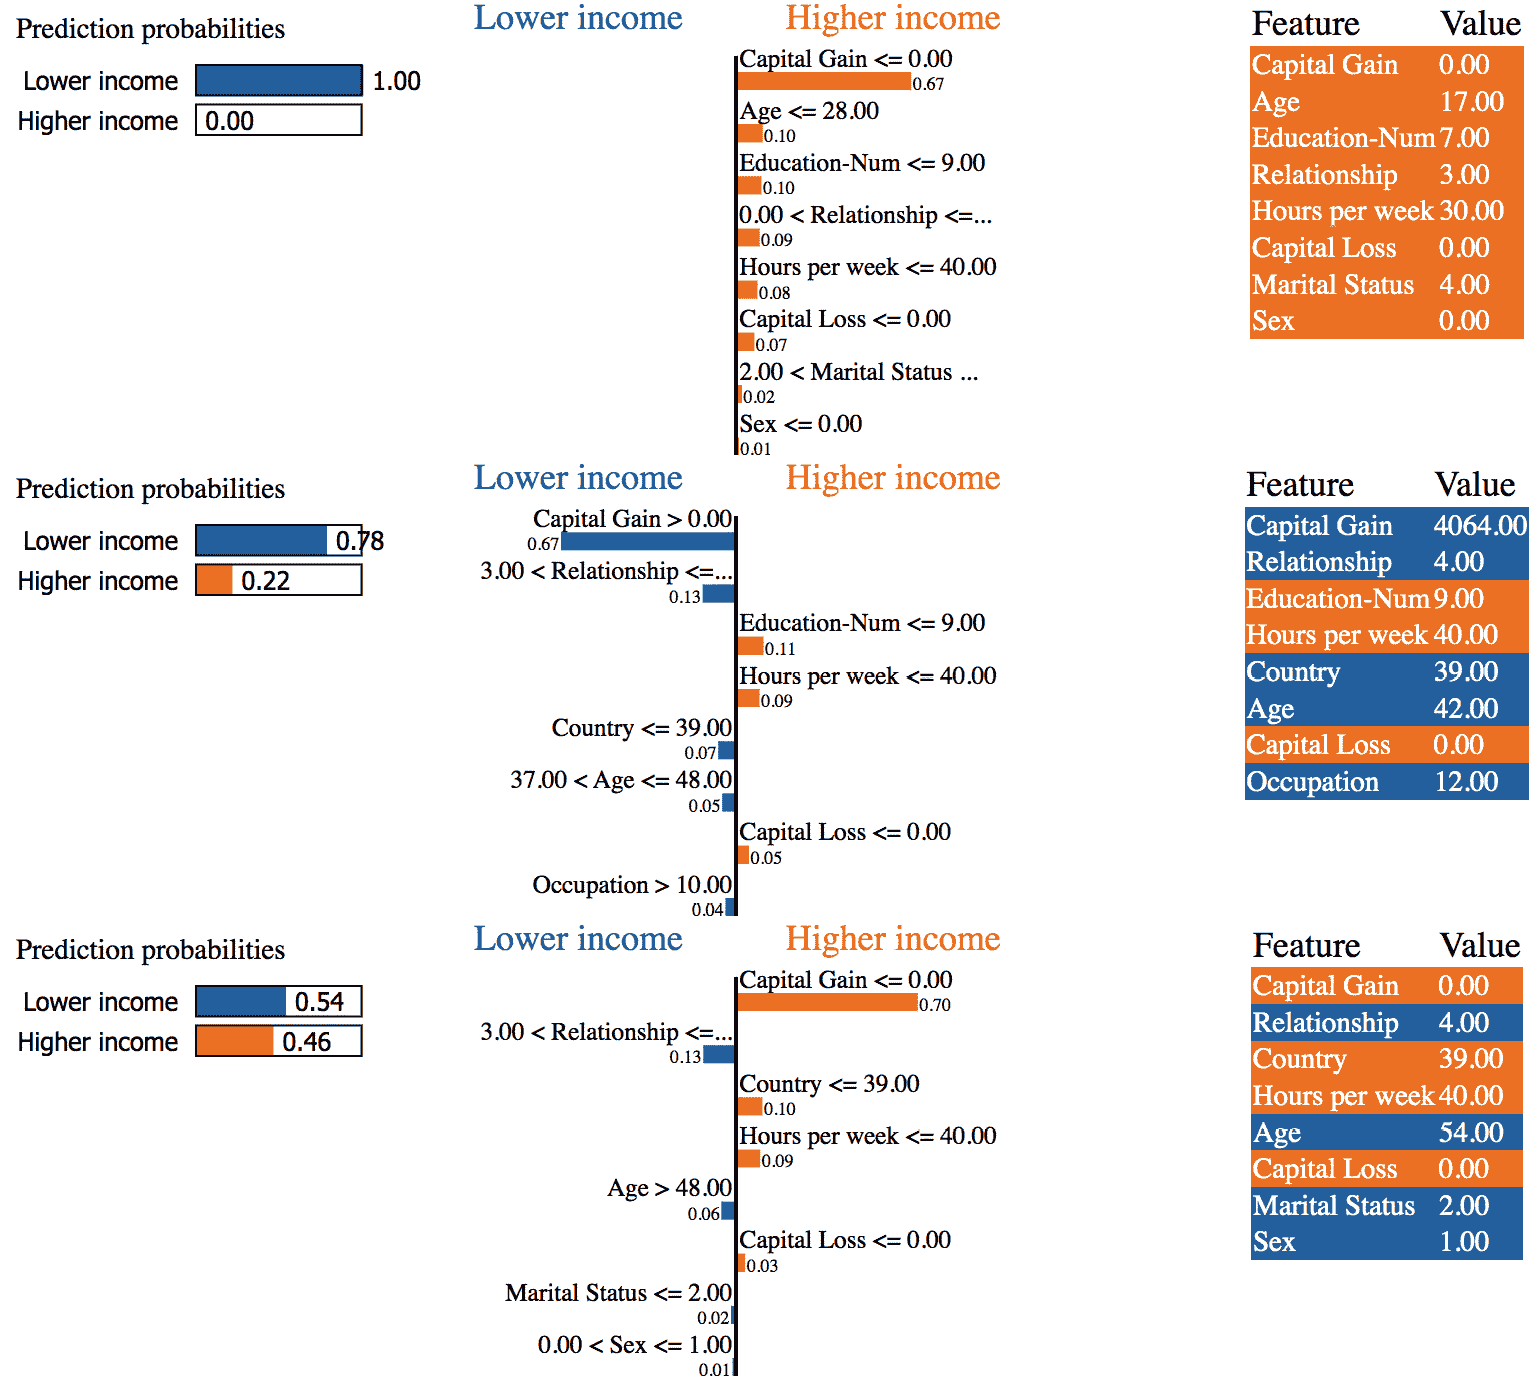 Prediction probabilities
Lower income 1.00
Higher income 0.00
Lower income Higher income
Capital Gain <= 0.00
0.67
Age <= 28.00
0.10
Education-Num <= 9.00
0.10
0.00 < Relationship <=...
0.09
Hours per week <= 40.00
0.08
Capital Loss <= 0.00
0.07
2.00 < Marital Status ...
0.02
Sex <= 0.00
0.01
Feature Value
Capital Gain 0.00
Age 17.00
Education-Num 7.00
Relationship 3.00
Hours per week 30.00
Capital Loss 0.00
Marital Status 4.00
Sex 0.00
Prediction probabilities
Lower income 0.78
Higher income 0.22
Lower income Higher income
Capital Gain > 0.00
0.67
3.00 < Relationship <=...
0.13
Education-Num <= 9.00
0.11
Hours per week <= 40.00
0.09
Country <= 39.00
0.07
37.00 < Age <= 48.00
0.05
Capital Loss <= 0.00
0.05
Occupation > 10.00
0.04
Feature Value
Capital Gain 4064.00
Relationship 4.00
Education-Num 9.00
Hours per week 40.00
Country 39.00
Age 42.00
Capital Loss 0.00
Occupation 12.00
Prediction probabilities
Lower income 0.54
Higher income 0.46
Lower income Higher income
Capital Gain <= 0.00
0.70
3.00 < Relationship <=...
0.13
Country <= 39.00
0.10
Hours per week <= 40.00
0.09
Age > 48.00
0.06
Capital Loss <= 0.00
0.03
Marital Status <= 2.00
0.02
0.00 < Sex <= 1.00
0.01
Feature Value
Capital Gain 0.00
Relationship 4.00
Country 39.00
Hours per week 40.00
Age 54.00
Capital Loss 0.00
Marital Status 2.00
Sex 1.00